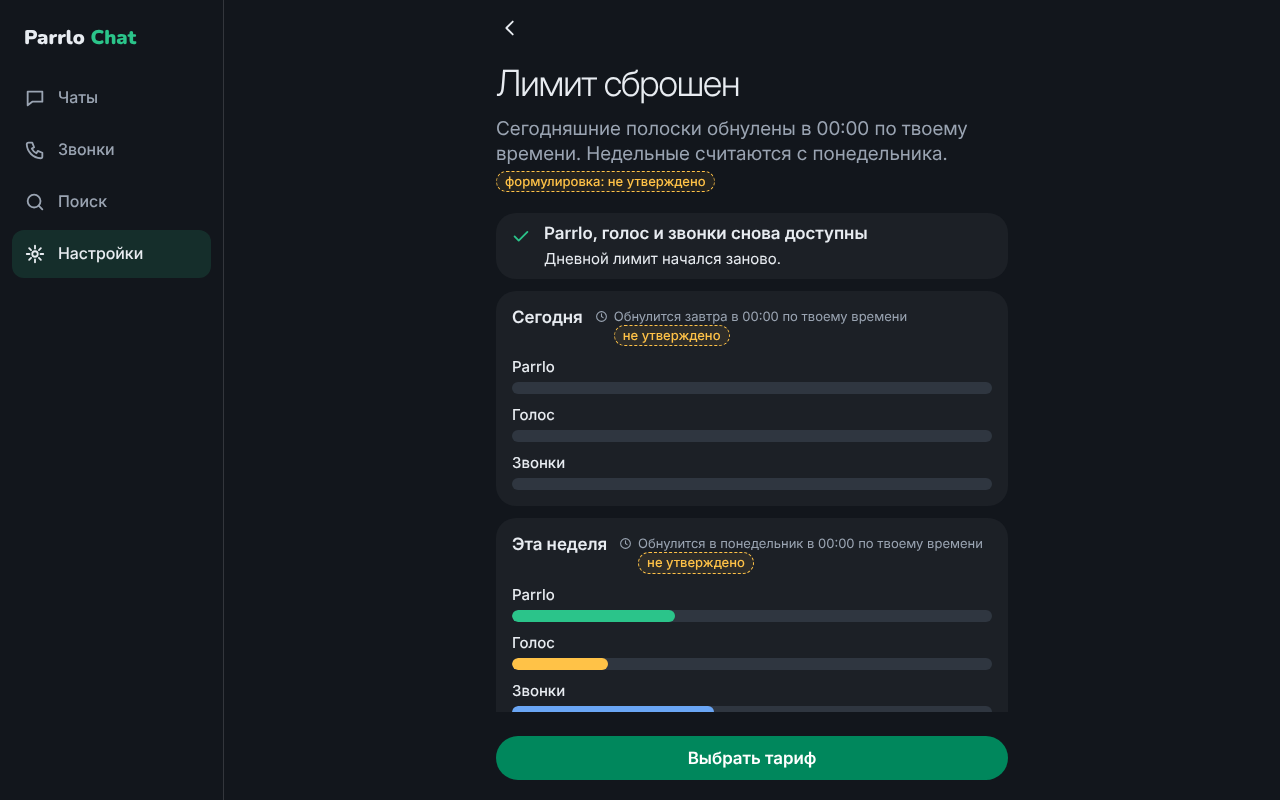 Parrlo Chat
Чаты
Звонки
Поиск
Настройки
Лимит сброшен
Сегодняшние полоски обнулены в 00:00 по твоему
времени. Недельные считаются с понедельника.
формулировка: не утверждено
Parrlo, голос и звонки снова доступны
Дневной лимит начался заново.
Сегодня Обнулится завтра в 00:00 по твоему времени
не утверждено
Parrlo
Голос
Звонки
Эта неделя Обнулится в понедельник в 00:00 по твоему времени
не утверждено
Parrlo
Голос
Звонки
Выбрать тариф